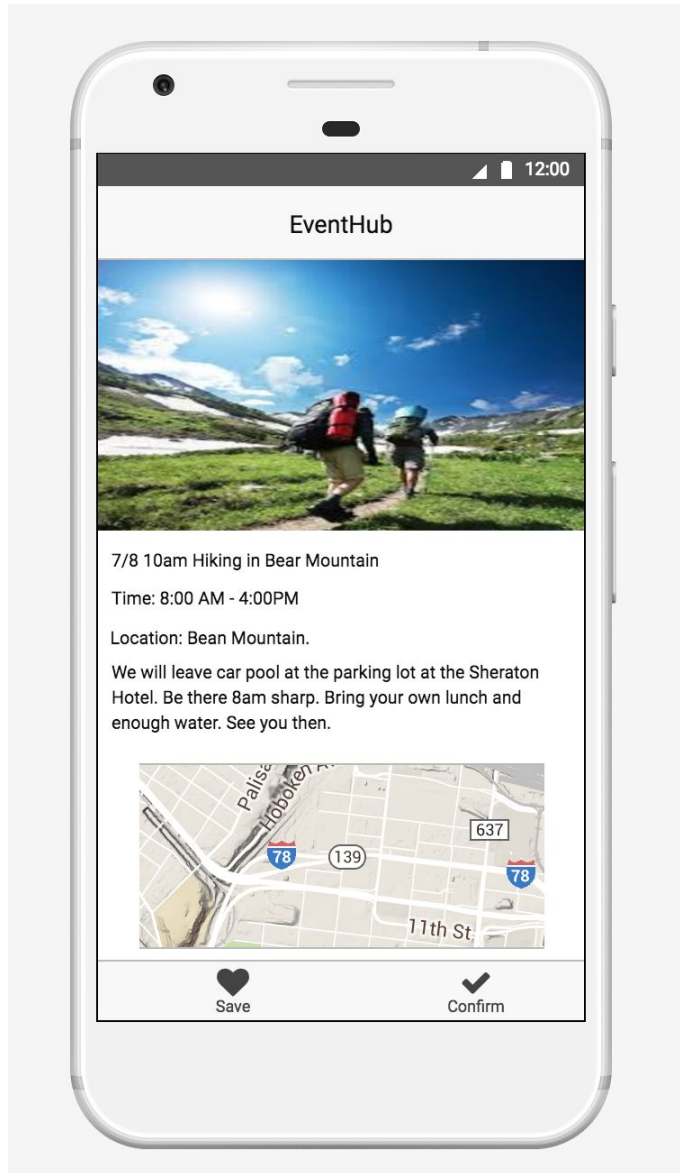 12:00
EventHub
7/8 10am Hiking in Bear Mountain
Time: 8:00 AM - 4:00PM
Location: Bean Mountain.
We will leave car pool at the parking lot at the Sheraton
Hotel. Be there 8am sharp. Bring your own lunch and
enough water. See you then.
Palisa
Hoboken A
637
78
139
78
11th St
Save
Confirm